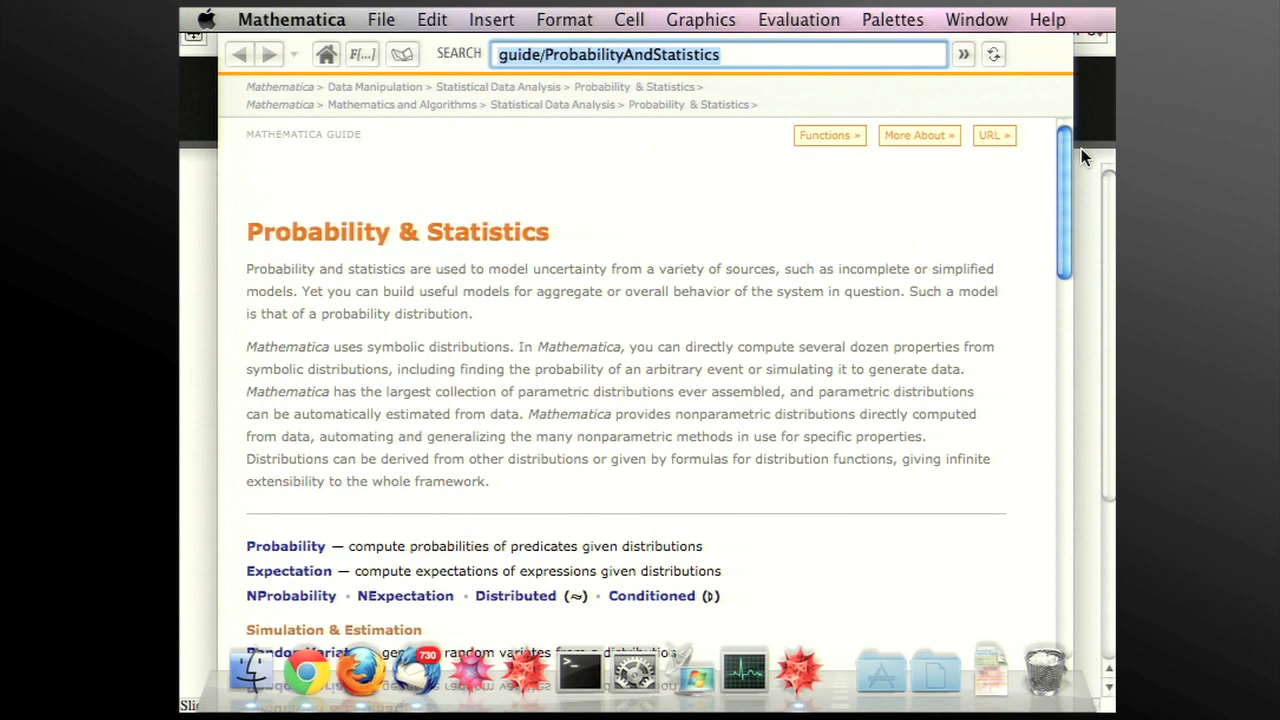 Mathematica File Edit Insert Format Cell Graphics Evaluation Palettes Window Help
F[...] SEARCH guide/ProbabilityAndStatistics »
Mathematica > Data Manipulation > Statistical Data Analysis > Probability & Statistics >
Mathematica > Mathematics and Algorithms > Statistical Data Analysis > Probability & Statistics >
MATHEMATICA GUIDE Functions » More About » URL »
Probability & Statistics
Probability and statistics are used to model uncertainty from a variety of sources, such as incomplete or simplified
models. Yet you can build useful models for aggregate or overall behavior of the system in question. Such a model
is that of a probability distribution.
Mathematica uses symbolic distributions. In Mathematica, you can directly compute several dozen properties from
symbolic distributions, including finding the probability of an arbitrary event or simulating it to generate data.
Mathematica has the largest collection of parametric distributions ever assembled, and parametric distributions
can be automatically estimated from data. Mathematica provides nonparametric distributions directly computed
from data, automating and generalizing the many nonparametric methods in use for specific properties.
Distributions can be derived from other distributions or given by formulas for distribution functions, giving infinite
extensibility to the whole framework.
Probability — compute probabilities of predicates given distributions
Expectation — compute expectations of expressions given distributions
NProbability ▪ NExpectation ▪ Distributed (≈) ▪ Conditioned
Simulation & Estimation
random variates from a
730